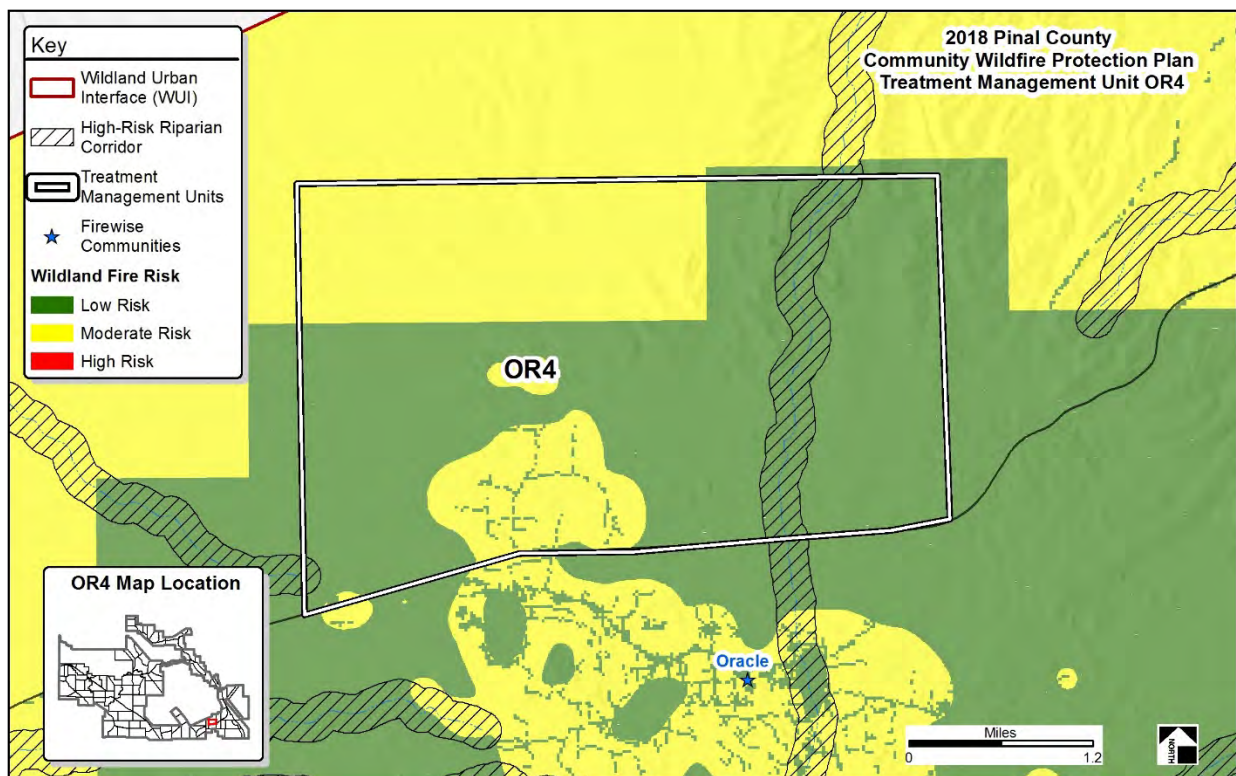 Key
Wildland Urban
Interface (WUI)
High-Risk Riparian
Corridor
Treatment
Management Units
Firewise
Communities
Wildland Fire Risk
Low Risk
Moderate Risk
High Risk
2018 Pinal County
Community Wildfire Protection Plan
Treatment Management Unit OR4
OR4
Oracle
OR4 Map Location
Miles
0
1.2
NORTH